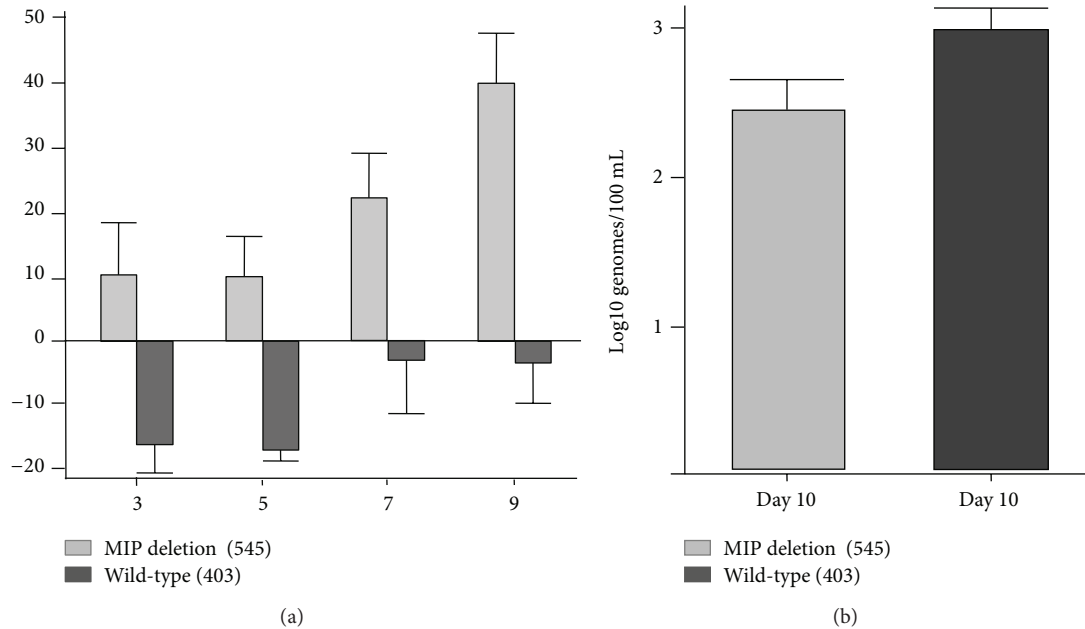 50
40
30
20
10
0
−10
−20
3 5 7 9
MIP deletion (545)
Wild-type (403)
(a)
Log10 genomes/100 mL
3
2
1
Day 10 Day 10
MIP deletion (545)
Wild-type (403)
(b)